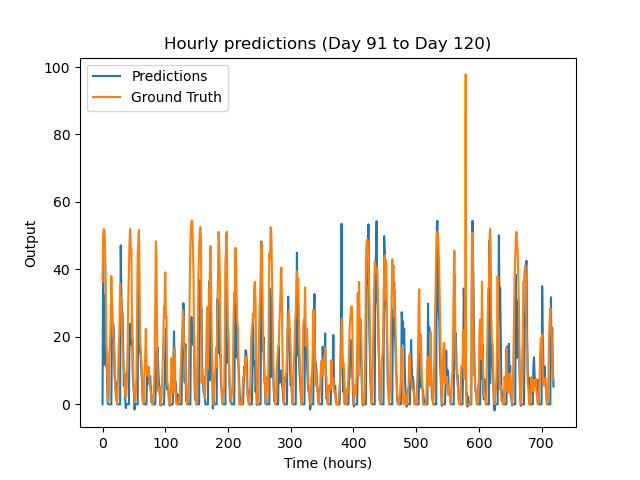 Hourly predictions (Day 91 to Day 120)
Predictions
Ground Truth
100
80
60
40
20
0
Output
0 100 200 300 400 500 600 700
Time (hours)